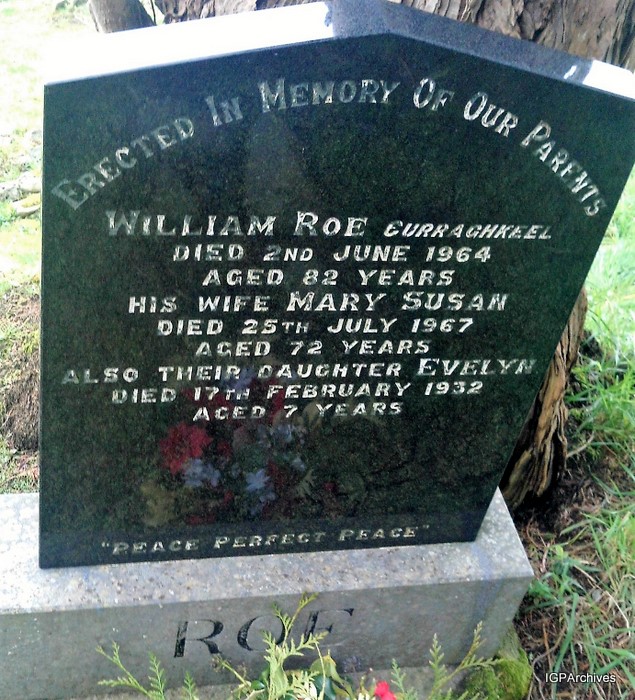 ERECTED IN MEMORY OF OUR PARENTS
WILLIAM ROE CURRAGHKEEL
DIED 2ND JUNE 1964
AGED 82 YEARS
HIS WIFE MARY SUSAN
DIED 25TH JULY 1967
AGED 72 YEARS
ALSO THEIR DAUGHTER EVELYN
DIED 17TH FEBRUARY 1932
AGED 7 YEARS
"PEACE PERFECT PEACE"
ROE
IGPArchives